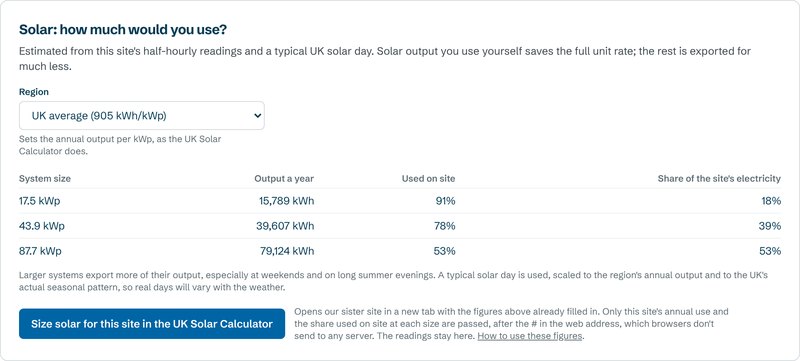 Solar: how much would you use?
Estimated from this site's half-hourly readings and a typical UK solar day. Solar output you use yourself saves the full unit rate; the rest is exported for
much less.
Region
UK average (905 kWh/kWp)
Sets the annual output per kWp, as the UK Solar
Calculator does.
System size Output a year Used on site Share of the site's electricity
17.5 kWp 15,789 kWh 91% 18%
43.9 kWp 39,607 kWh 78% 39%
87.7 kWp 79,124 kWh 53% 53%
Larger systems export more of their output, especially at weekends and on long summer evenings. A typical solar day is used, scaled to the region's annual output and to the UK's
actual seasonal pattern, so real days will vary with the weather.
Size solar for this site in the UK Solar Calculator
Opens our sister site in a new tab with the figures above already filled in. Only this site's annual use and
the share used on site at each size are passed, after the # in the web address, which browsers don't
send to any server. The readings stay here. How to use these figures.